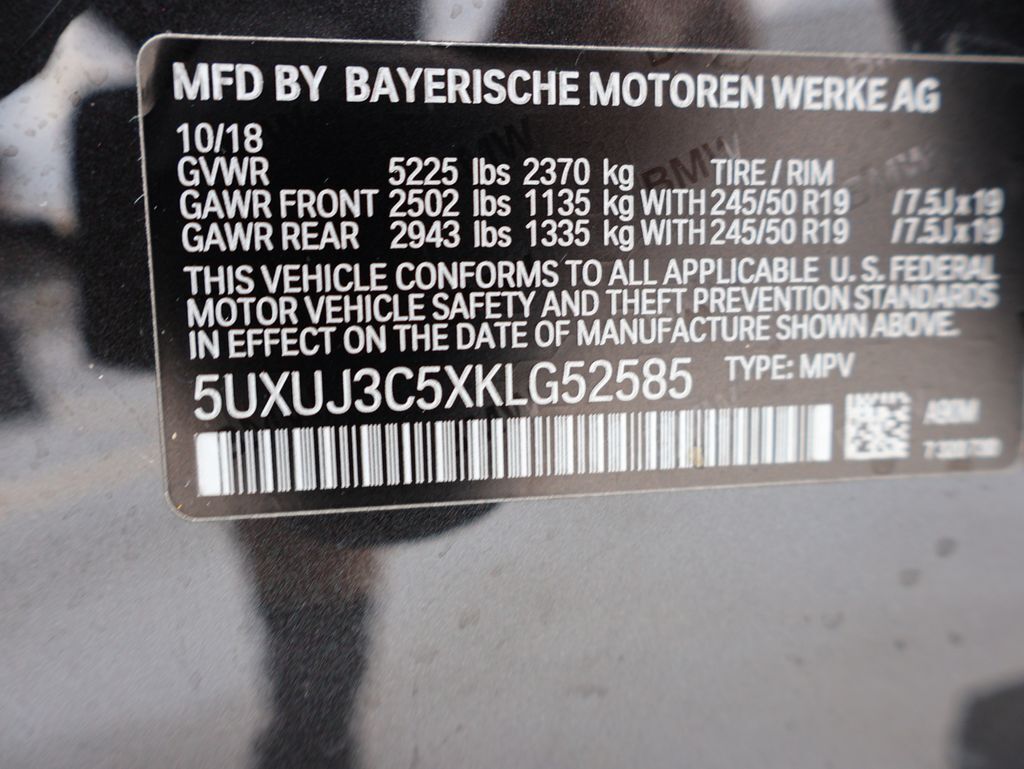 MFD BY BAYERISCHE MOTOREN WERKE AG
10/18
GVWR 5225 lbs 2370 kg TIRE / RIM
GAWR FRONT 2502 lbs 1135 kg WITH 245/50 R19 /7.5J x 19
GAWR REAR 2943 lbs 1335 kg WITH 245/50 R19 /7.5J x 19
THIS VEHICLE CONFORMS TO ALL APPLICABLE U. S. FEDERAL
MOTOR VEHICLE SAFETY AND THEFT PREVENTION STANDARDS
IN EFFECT ON THE DATE OF MANUFACTURE SHOWN ABOVE.
5UXUJ3C5XKLG52585 TYPE: MPV